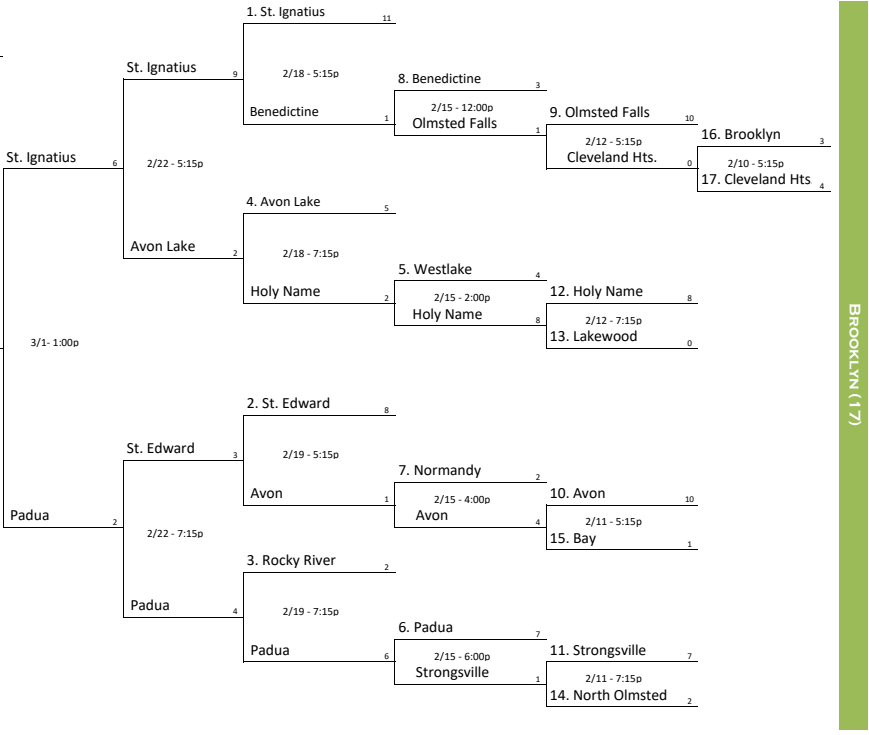 1. St. Ignatius 11
St. Ignatius 9
2/18 - 5:15p
8. Benedictine 3
Benedictine 1
2/15 - 12:00p
Olmsted Falls 1
9. Olmsted Falls 10
2/12 - 5:15p
Cleveland Hts. 0
16. Brooklyn 3
2/10 - 5:15p
17. Cleveland Hts 4
St. Ignatius 6
2/22 - 5:15p
4. Avon Lake 5
Avon Lake 2
2/18 - 7:15p
5. Westlake 4
Holy Name 2
2/15 - 2:00p
Holy Name 8
12. Holy Name 8
2/12 - 7:15p
13. Lakewood 0
3/1- 1:00p
BROOKLYN (17)
2. St. Edward 8
St. Edward 3
2/19 - 5:15p
7. Normandy 2
Avon 1
2/15 - 4:00p
Avon 4
10. Avon 10
2/11 - 5:15p
15. Bay 1
Padua 2
2/22 - 7:15p
3. Rocky River 2
Padua 4
2/19 - 7:15p
6. Padua 7
Padua 6
2/15 - 6:00p
Strongsville 1
11. Strongsville 7
2/11 - 7:15p
14. North Olmsted 2